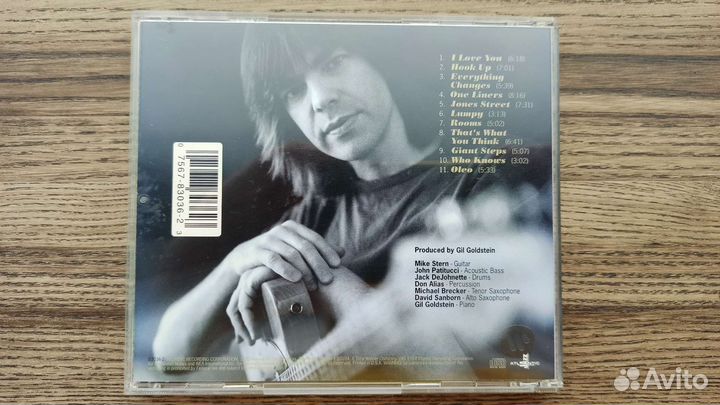 1. I Love You (6:18)
2. Hook Up (7:01)
3. Everything
Changes (5:39)
4. One Liners (8:16)
5. Jones Street (7:31)
6. Lumpy (3:13)
7. Rooms (5:02)
8. That's What
You Think (6:41)
9. Giant Steps (5:07)
10. Who Knows (3:02)
11. Oleo (5:33)
0 7567-83036 2 3
Produced by Gil Goldstein
Mike Stern - Guitar
John Patitucci - Acoustic Bass
Jack DeJohnette - Drums
Don Alias - Percussion
Michael Brecker - Tenor Saxophone
David Sanborn - Alto Saxophone
Gil Goldstein - Piano
ATLANTIC
Avito